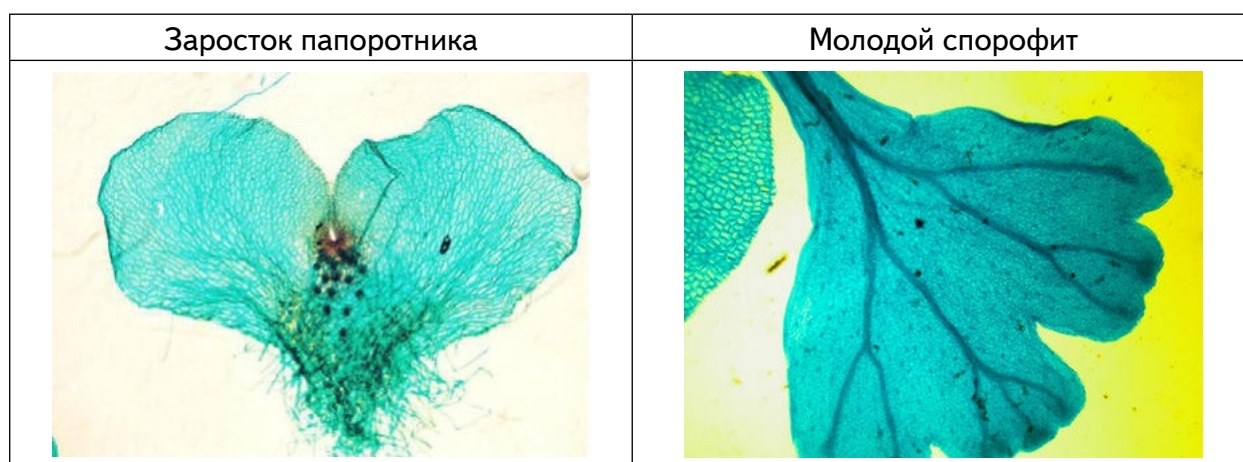 Заросток папоротника
Молодой спорофит